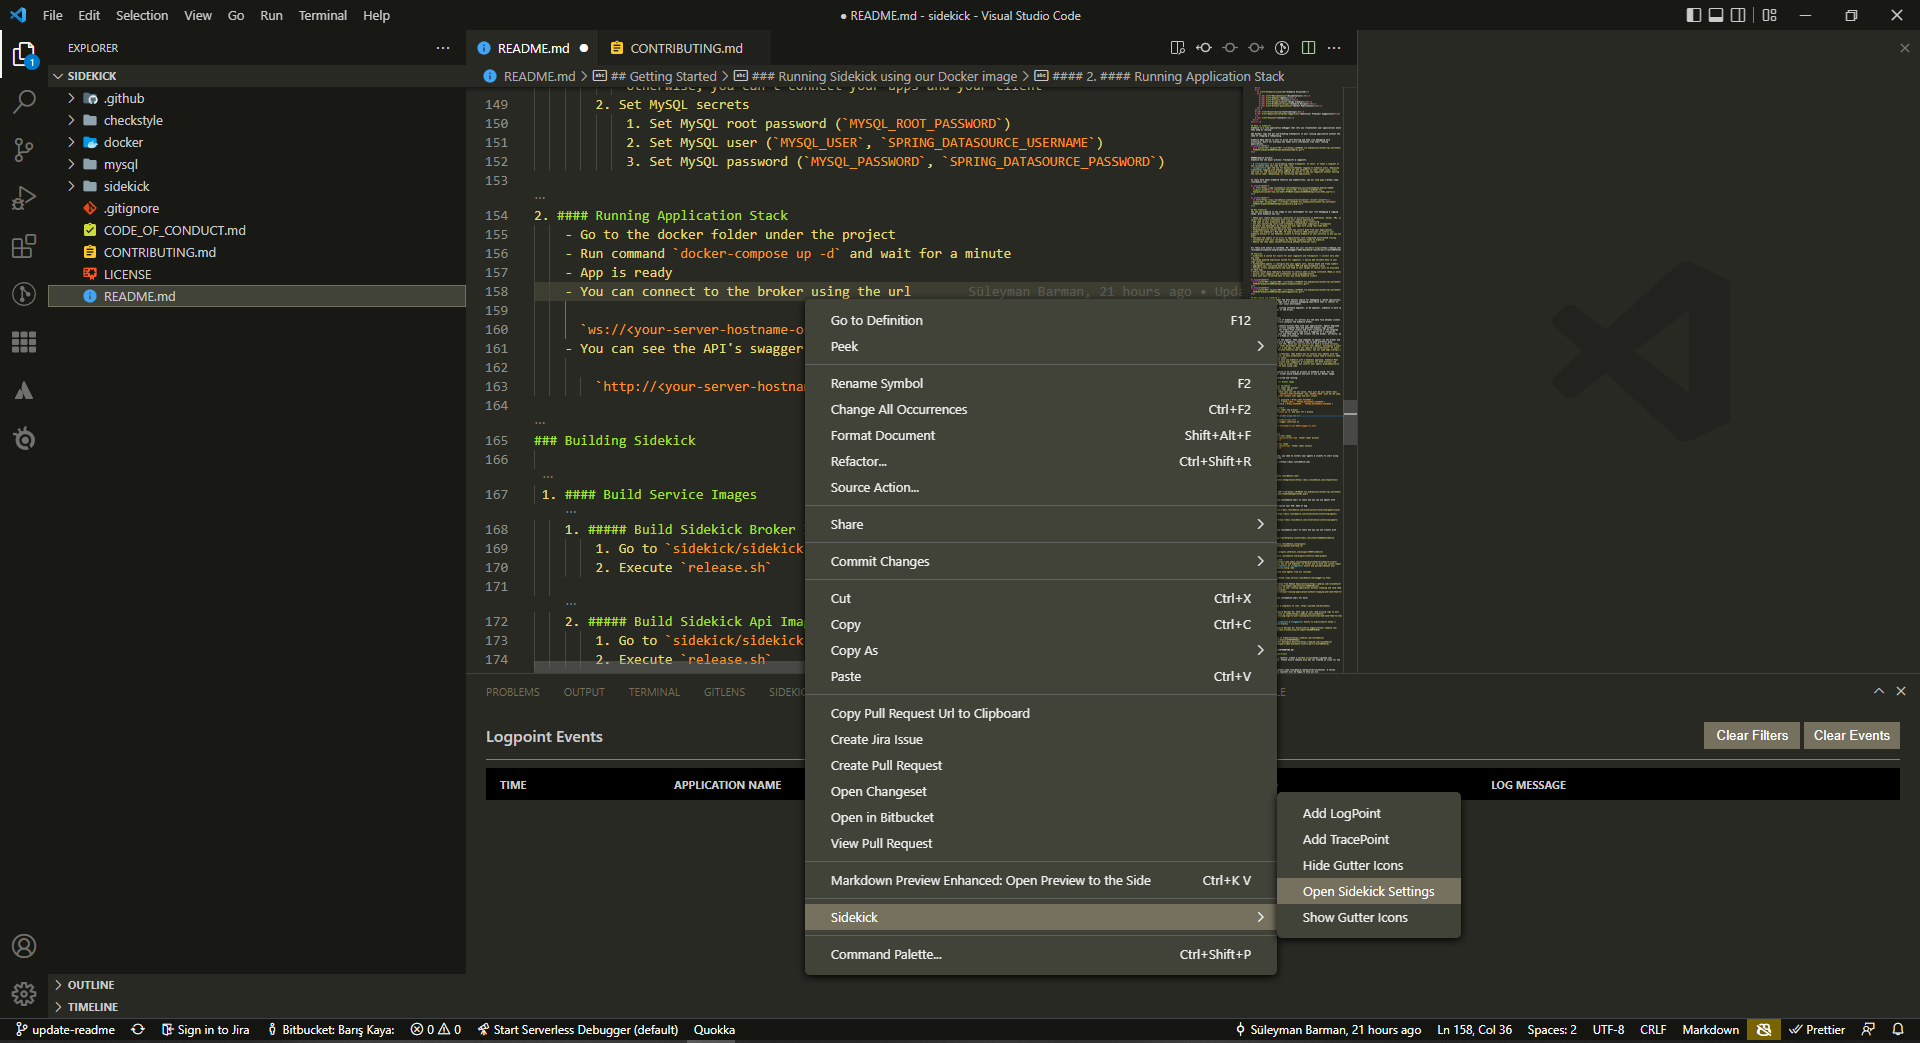 File Edit Selection View Go Run Terminal Help
● README.md - sidekick - Visual Studio Code
EXPLORER
SIDEKICK
.github
checkstyle
docker
mysql
sidekick
.gitignore
CODE_OF_CONDUCT.md
CONTRIBUTING.md
LICENSE
README.md
OUTLINE
TIMELINE
1
README.md CONTRIBUTING.md
README.md > ## Getting Started > ### Running Sidekick using our Docker image > #### 2. #### Running Application Stack
149 2. Set MySQL secrets
150 1. Set MySQL root password (`MYSQL_ROOT_PASSWORD`)
151 2. Set MySQL user (`MYSQL_USER`, `SPRING_DATASOURCE_USERNAME`)
152 3. Set MySQL password (`MYSQL_PASSWORD`, `SPRING_DATASOURCE_PASSWORD`)
153
...
154 2. #### Running Application Stack
155 - Go to the docker folder under the project
156 - Run command `docker-compose up -d` and wait for a minute
157 - App is ready
158 - You can connect to the broker using the url Süleyman Barman, 21 hours ago • Upda
159
160 `ws://<your-server-hostname-o
161 - You can see the API's swagger
162
163 `http://<your-server-hostna
164
...
165 ### Building Sidekick
166
...
167 1. #### Build Service Images
...
168 1. ##### Build Sidekick Broker
169 1. Go to `sidekick/sidekick
170 2. Execute `release.sh`
171
...
172 2. ##### Build Sidekick Api Ima
173 1. Go to `sidekick/sidekick
174 2. Execute `release.sh`
Go to Definition F12
Peek
Rename Symbol F2
Change All Occurrences Ctrl+F2
Format Document Shift+Alt+F
Refactor... Ctrl+Shift+R
Source Action...
Share
Commit Changes
Cut Ctrl+X
Copy Ctrl+C
Copy As
Paste Ctrl+V
Copy Pull Request Url to Clipboard
Create Jira Issue
Create Pull Request
Open Changeset
Open in Bitbucket
View Pull Request
Markdown Preview Enhanced: Open Preview to the Side Ctrl+K V
Sidekick
Command Palette... Ctrl+Shift+P
Add LogPoint
Add TracePoint
Hide Gutter Icons
Open Sidekick Settings
Show Gutter Icons
PROBLEMS OUTPUT TERMINAL GITLENS SIDEKIC LE
Logpoint Events
Clear Filters Clear Events
TIME APPLICATION NAME LOG MESSAGE
update-readme Sign in to Jira Bitbucket: Barış Kaya: 0 0 Start Serverless Debugger (default) Quokka
Süleyman Barman, 21 hours ago Ln 158, Col 36 Spaces: 2 UTF-8 CRLF Markdown Prettier